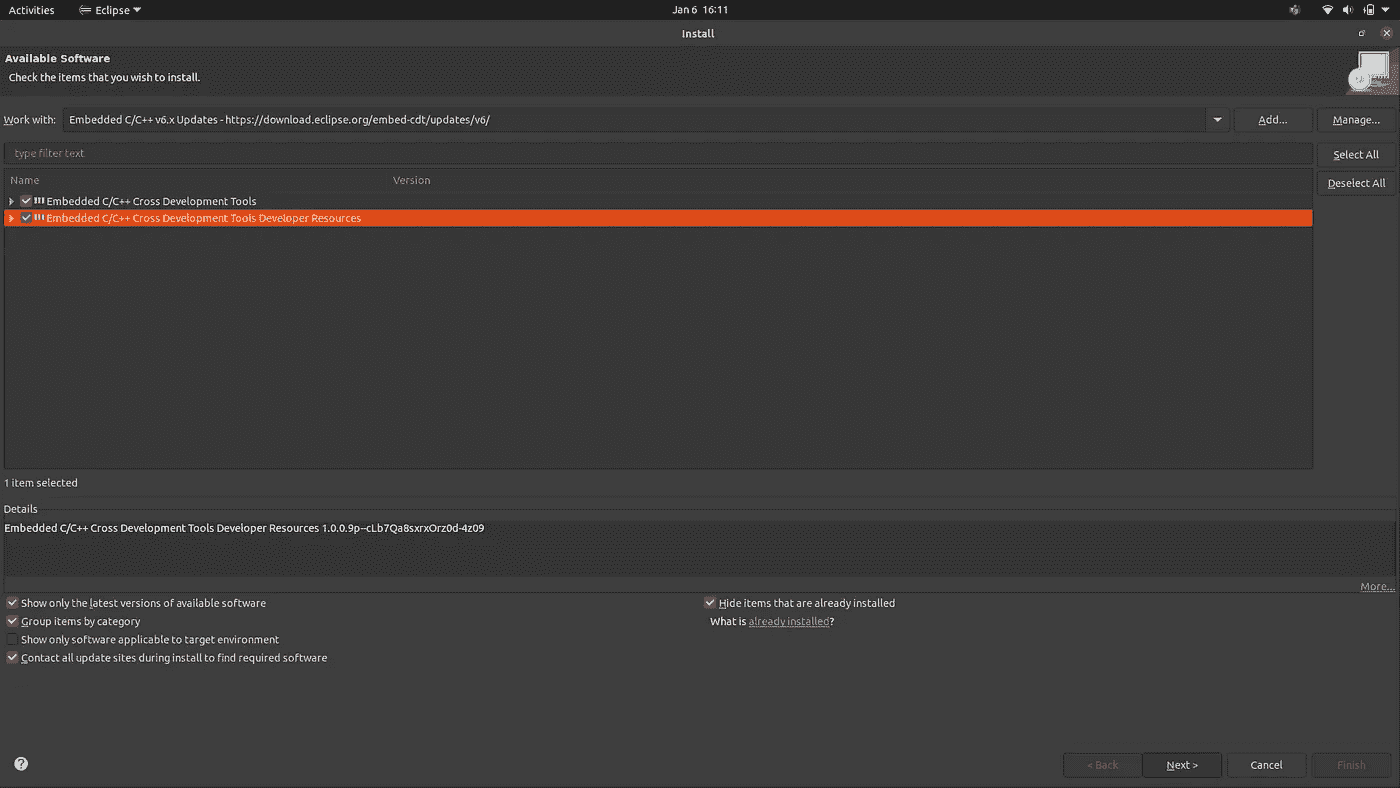 Activities Eclipse Jan 6 16:11
Install
Available Software
Check the items that you wish to install.
Work with: Embedded C/C++ v6.x Updates - https://download.eclipse.org/embed-cdt/updates/v6/ Add... Manage...
type filter text Select All
Name Version Deselect All
Embedded C/C++ Cross Development Tools
Embedded C/C++ Cross Development Tools Developer Resources
1 item selected
Details
Embedded C/C++ Cross Development Tools Developer Resources 1.0.0.9p--cLb7Qa8sxrxOrz0d-4z09
More...
Show only the latest versions of available software Hide items that are already installed
Group items by category What is already installed?
Show only software applicable to target environment
Contact all update sites during install to find required software
? < Back Next > Cancel Finish